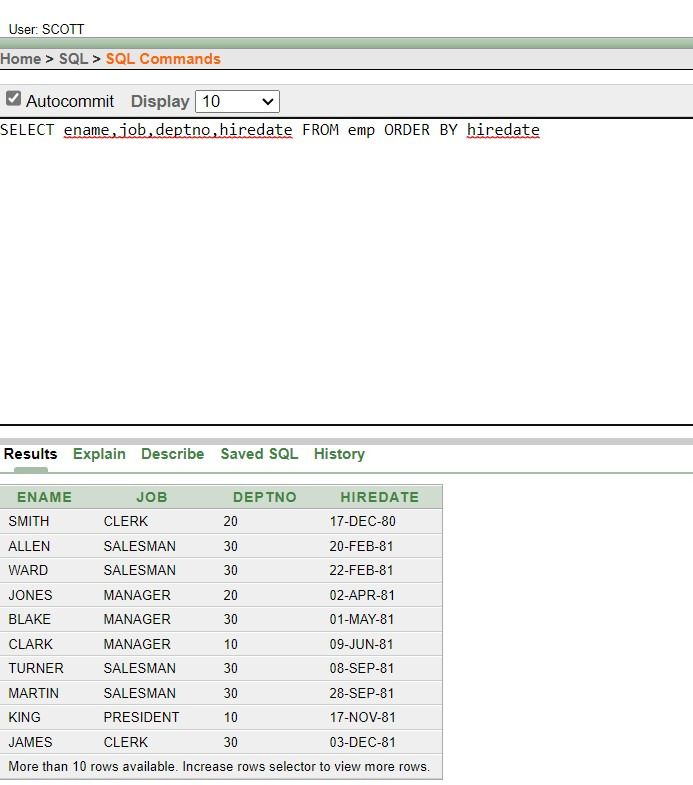 User: SCOTT
Home > SQL > SQL Commands
Autocommit Display 10
SELECT ename,job,deptno,hiredate FROM emp ORDER BY hiredate
Results Explain Describe Saved SQL History
ENAME JOB DEPTNO HIREDATE
SMITH CLERK 20 17-DEC-80
ALLEN SALESMAN 30 20-FEB-81
WARD SALESMAN 30 22-FEB-81
JONES MANAGER 20 02-APR-81
BLAKE MANAGER 30 01-MAY-81
CLARK MANAGER 10 09-JUN-81
TURNER SALESMAN 30 08-SEP-81
MARTIN SALESMAN 30 28-SEP-81
KING PRESIDENT 10 17-NOV-81
JAMES CLERK 30 03-DEC-81
More than 10 rows available. Increase rows selector to view more rows.